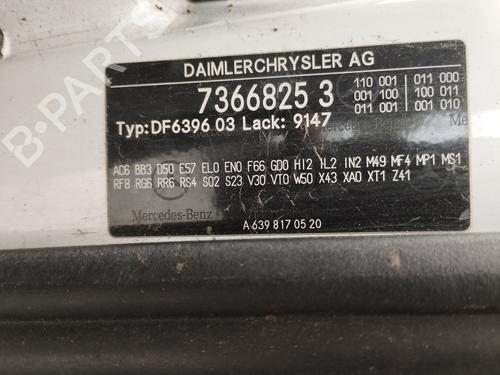 DAIMLERCHRYSLER AG
7366825 3
110 001 | 011 000
001 100 | 100 011
001 001 | 001 010
Typ:DF6396 03 Lack: 9147
AC6 BB3 D50 E57 EL0 EN0 F66 GD0 H12 IL2 IN2 M49 MF4 MP1 MS1
RF8 RG6 RR6 RS4 S02 S23 V30 VT0 W50 X43 XA0 XT1 Z41
Mercedes-Benz
A 639 817 05 20
B-PARTS